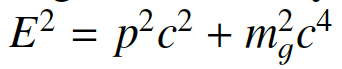 E² = p²c² + m_g²c⁴